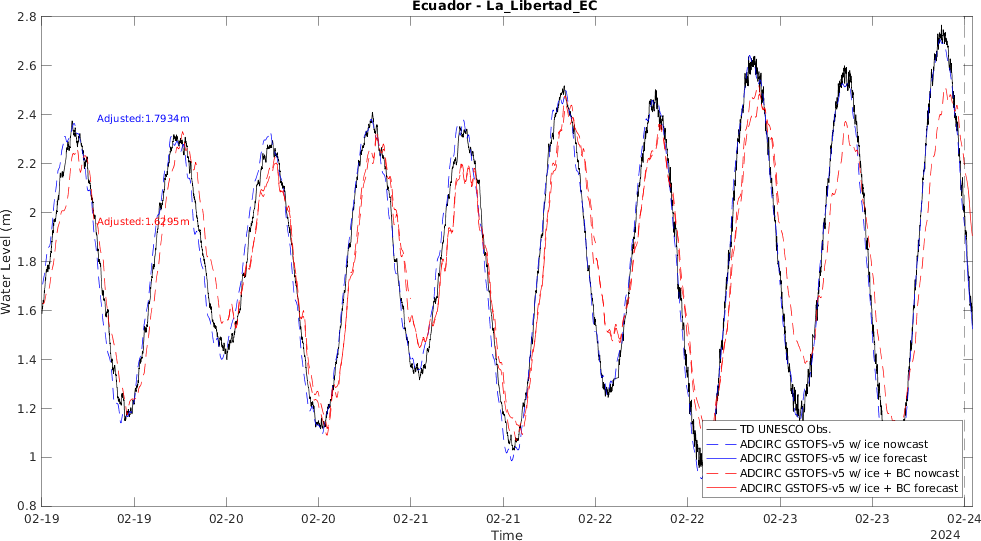 Ecuador - La_Libertad_EC
2.8
2.6
2.4
2.2
2
1.8
1.6
1.4
1.2
1
0.8
Water Level (m)
Adjusted:1.7934m
Adjusted:1.6295m
TD UNESCO Obs.
ADCIRC GSTOFS-v5 w/ ice nowcast
ADCIRC GSTOFS-v5 w/ ice forecast
ADCIRC GSTOFS-v5 w/ ice + BC nowcast
ADCIRC GSTOFS-v5 w/ ice + BC forecast
02-19 02-19 02-20 02-20 02-21 02-21 02-22 02-22 02-23 02-23 02-24
Time
2024